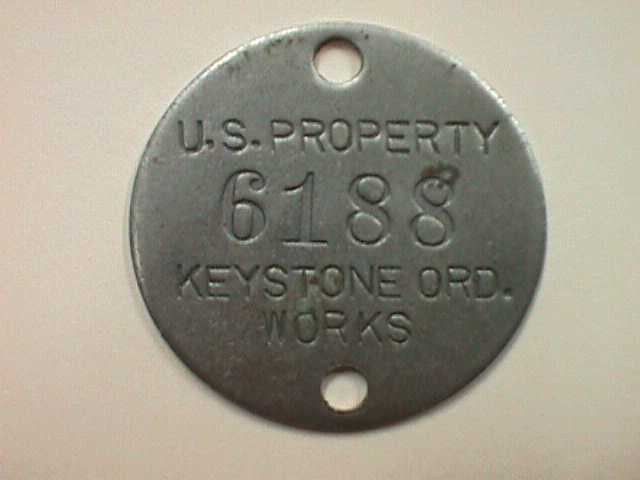 U.S. PROPERTY
6188
KEYSTONE ORD.
WORKS